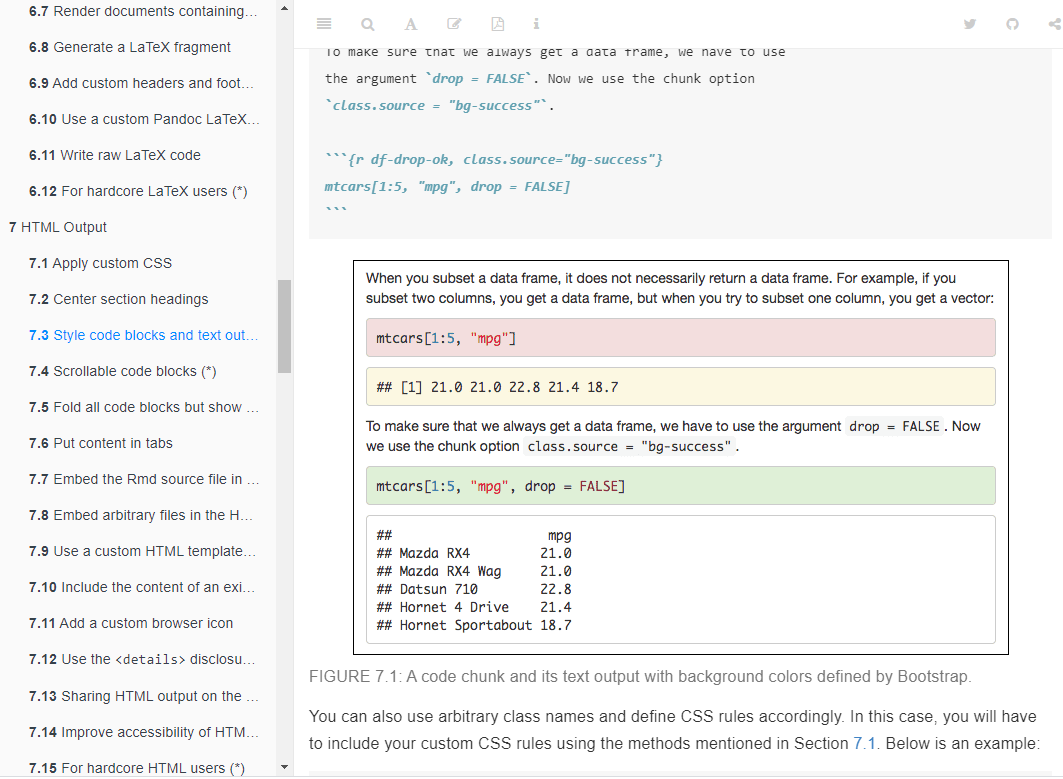 6.7 Render documents containing…
6.8 Generate a LaTeX fragment
6.9 Add custom headers and foot…
6.10 Use a custom Pandoc LaTeX…
6.11 Write raw LaTeX code
6.12 For hardcore LaTeX users (*)
7 HTML Output
7.1 Apply custom CSS
7.2 Center section headings
7.3 Style code blocks and text out…
7.4 Scrollable code blocks (*)
7.5 Fold all code blocks but show …
7.6 Put content in tabs
7.7 Embed the Rmd source file in …
7.8 Embed arbitrary files in the H…
7.9 Use a custom HTML template…
7.10 Include the content of an exi…
7.11 Add a custom browser icon
7.12 Use the <details> disclosu…
7.13 Sharing HTML output on the …
7.14 Improve accessibility of HTM…
7.15 For hardcore HTML users (*)
To make sure that we always get a data frame, we have to use
the argument `drop = FALSE`. Now we use the chunk option
`class.source = "bg-success"`.
```{r df-drop-ok, class.source="bg-success"}
mtcars[1:5, "mpg", drop = FALSE]
```
When you subset a data frame, it does not necessarily return a data frame. For example, if you
subset two columns, you get a data frame, but when you try to subset one column, you get a vector:
mtcars[1:5, "mpg"]
## [1] 21.0 21.0 22.8 21.4 18.7
To make sure that we always get a data frame, we have to use the argument drop = FALSE. Now
we use the chunk option class.source = "bg-success".
mtcars[1:5, "mpg", drop = FALSE]
## mpg
## Mazda RX4 21.0
## Mazda RX4 Wag 21.0
## Datsun 710 22.8
## Hornet 4 Drive 21.4
## Hornet Sportabout 18.7
FIGURE 7.1: A code chunk and its text output with background colors defined by Bootstrap.
You can also use arbitrary class names and define CSS rules accordingly. In this case, you will have
to include your custom CSS rules using the methods mentioned in Section 7.1. Below is an example: